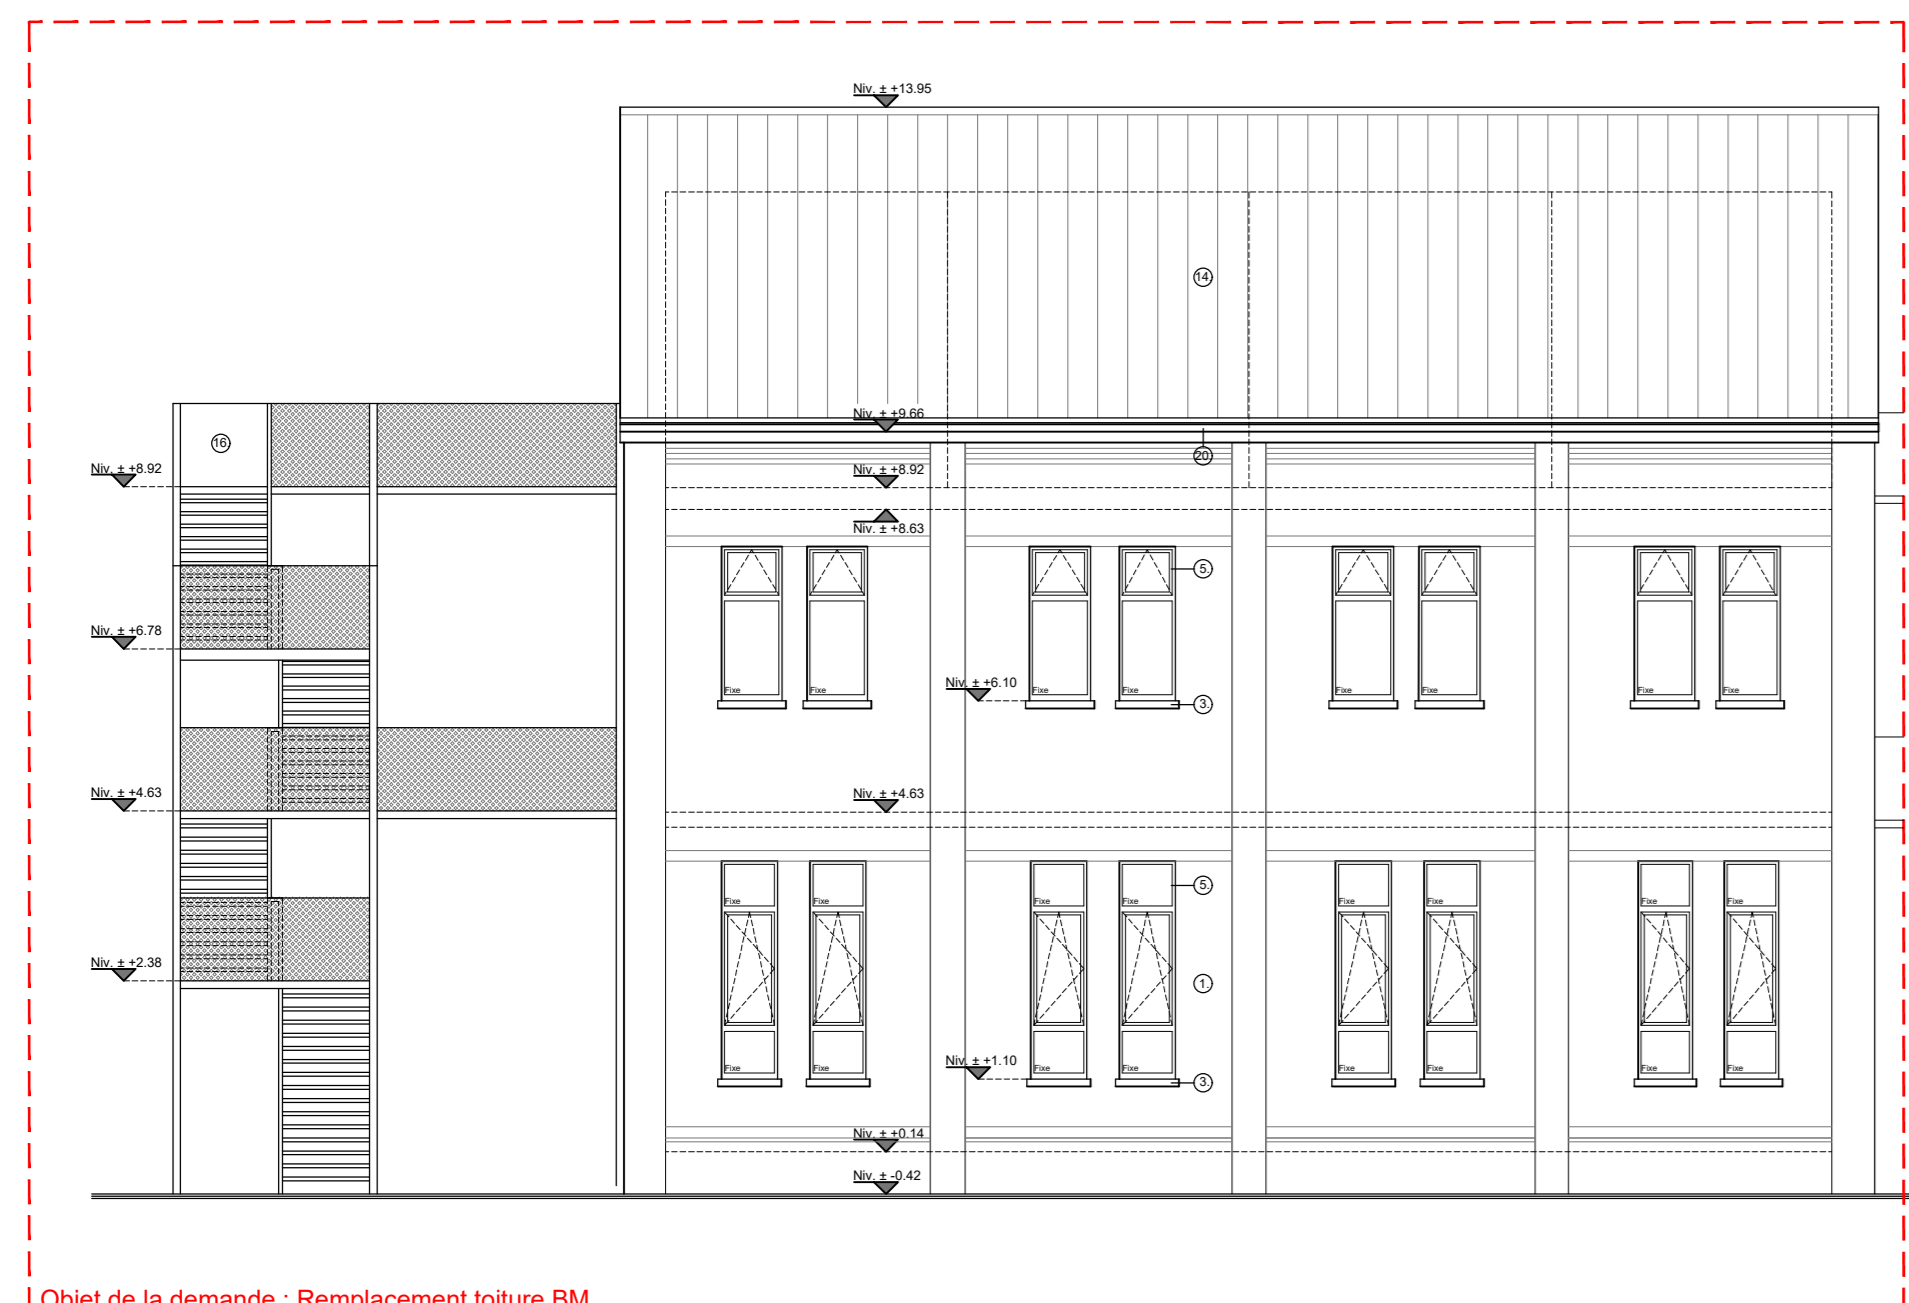 Niv. ± +13.95
14.
Niv. ± +9.66
16.
20.
Niv. ± +8.92
Niv. ± +8.92
Niv. ± +8.63
5.
Niv. ± +6.78
Niv. ± +6.10
Fixe Fixe Fixe Fixe Fixe Fixe Fixe Fixe
3.
Niv. ± +4.63
Niv. ± +4.63
5.
Fixe Fixe Fixe Fixe Fixe Fixe Fixe Fixe
Niv. ± +2.38
1.
Niv. ± +1.10
Fixe Fixe Fixe Fixe Fixe Fixe Fixe Fixe
3.
Niv. ± +0.14
Niv. ± -0.42
Objet de la demande : Remplacement toiture BM